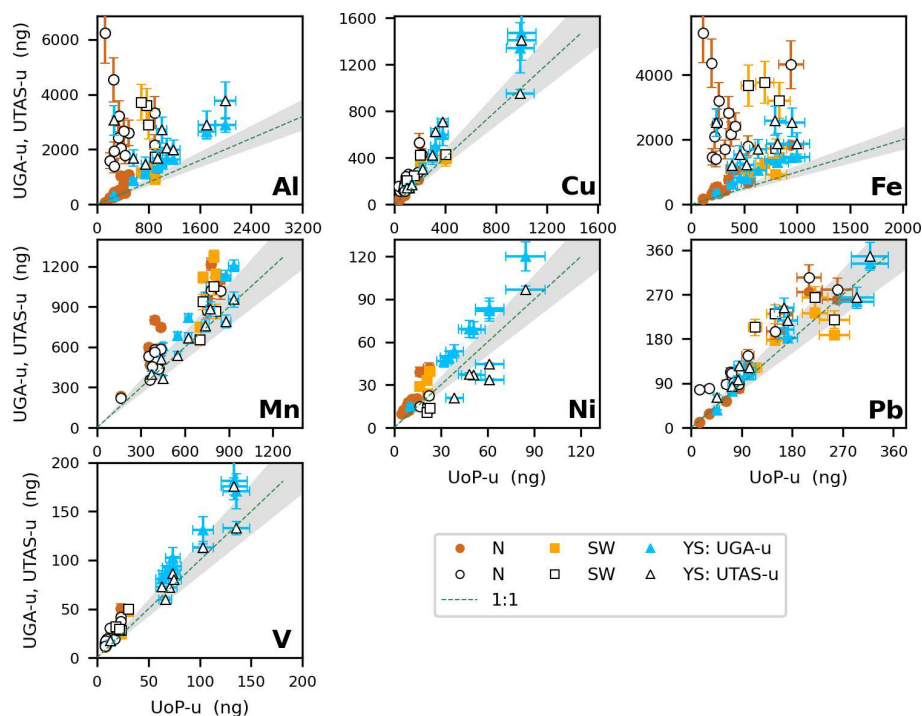 6000
4500
3000
1500
0
0 800 1600 2400 3200
Al
UGA-u, UTAS-u (ng)
1600
1200
800
400
0
0 400 800 1200 1600
Cu
4000
2000
0
0 500 1000 1500 2000
Fe
1200
900
600
300
0
0 300 600 900 1200
Mn
UGA-u, UTAS-u (ng)
120
90
60
30
0
0 30 60 90 120
Ni
UoP-u (ng)
360
270
180
90
0
0 90 180 270 360
Pb
UoP-u (ng)
200
150
100
50
0
0 50 100 150 200
V
UGA-u, UTAS-u (ng)
UoP-u (ng)
N SW YS: UGA-u
N SW YS: UTAS-u
1:1